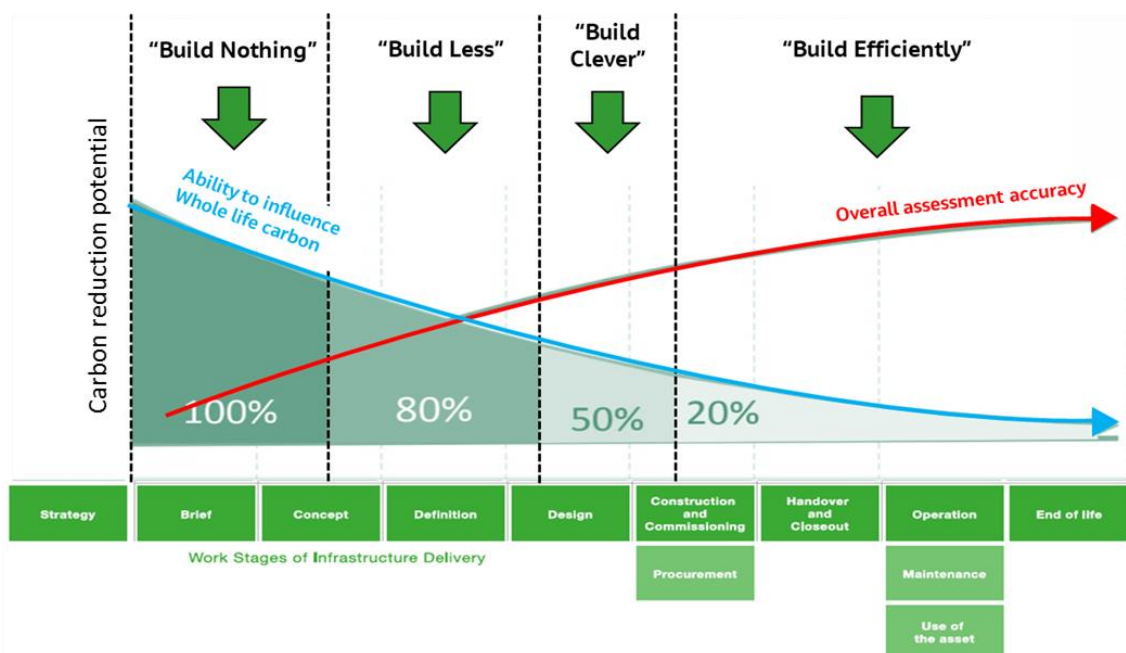 “Build Nothing”
“Build Less”
“Build
Clever”
“Build Efficiently”
Carbon reduction potential
Ability to influence
Whole life carbon
Overall assessment accuracy
100%
80%
50%
20%
Strategy
Brief
Concept
Definition
Design
Construction
and
Commissioning
Handover
and
Closeout
Operation
End of life
Work Stages of Infrastructure Delivery
Procurement
Maintenance
Use of
the asset